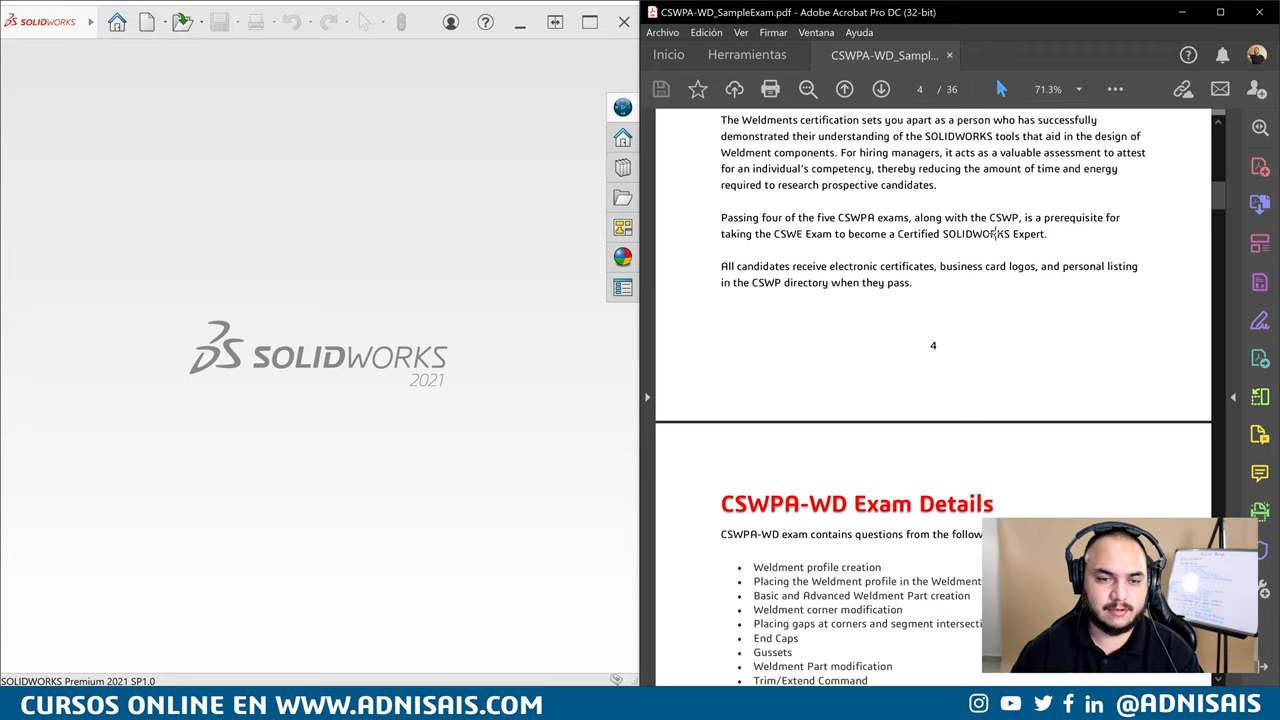 SOLIDWORKS
CSWPA-WD_SampleExam.pdf - Adobe Acrobat Pro DC (32-bit)
Archivo Edición Ver Firmar Ventana Ayuda
Inicio Herramientas CSWPA-WD_Sampl... ×
4 / 36 71.3%
The Weldments certification sets you apart as a person who has successfully
demonstrated their understanding of the SOLIDWORKS tools that aid in the design of
Weldment components. For hiring managers, it acts as a valuable assessment to attest
for an individual's competency, thereby reducing the amount of time and energy
required to research prospective candidates.
Passing four of the five CSWPA exams, along with the CSWP, is a prerequisite for
taking the CSWE Exam to become a Certified SOLIDWORKS Expert.
All candidates receive electronic certificates, business card logos, and personal listing
in the CSWP directory when they pass.
4
SOLIDWORKS
2021
CSWPA-WD Exam Details
CSWPA-WD exam contains questions from the follow
• Weldment profile creation
• Placing the Weldment profile in the Weldment
• Basic and Advanced Weldment Part creation
• Weldment corner modification
• Placing gaps at corners and segment intersecti
• End Caps
• Gussets
• Weldment Part modification
• Trim/Extend Command
SOLIDWORKS Premium 2021 SP1.0
CURSOS ONLINE EN WWW.ADNISAIS.COM
@ADNISAIS